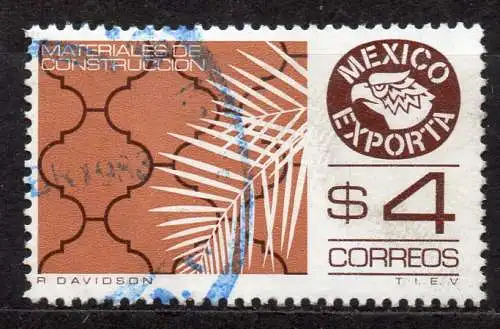 MATERIALES DE
CONSTRUCCION
MEXICO
EXPORTA
$4
CORREOS
R DAVIDSON
T.I.E.V